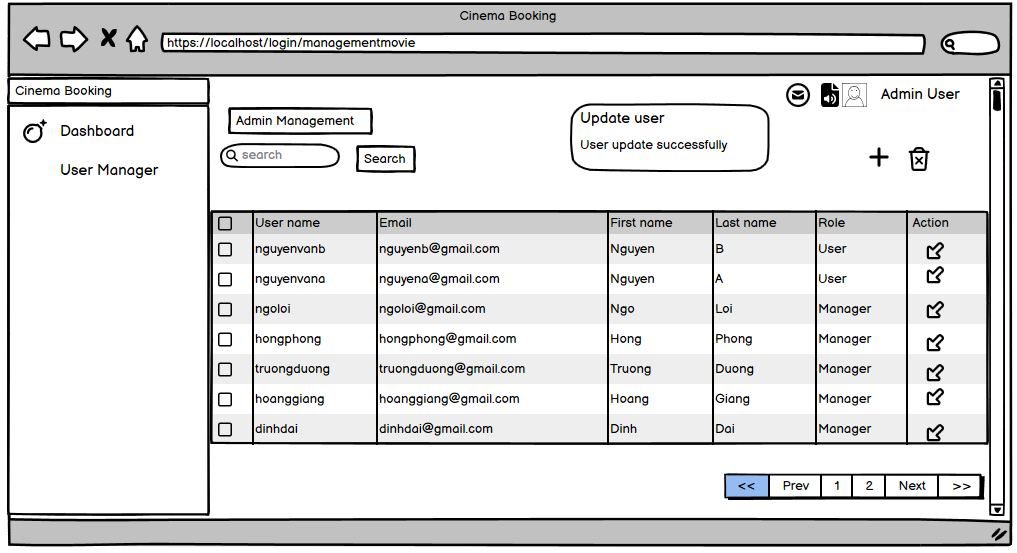 Cinema Booking
https://localhost/login/managementmovie
Cinema Booking
Admin User
Dashboard
User Manager
Admin Management
search
Search
Update user
User update successfully
User name Email First name Last name Role Action
nguyenvanb nguyenb@gmail.com Nguyen B User
nguyenvana nguyena@gmail.com Nguyen A User
ngoloi ngoloi@gmail.com Ngo Loi Manager
hongphong hongphong@gmail.com Hong Phong Manager
truongduong truongduong@gmail.com Truong Duong Manager
hoanggiang hoanggiang@gmail.com Hoang Giang Manager
dinhdai dinhdai@gmail.com Dinh Dai Manager
<< Prev 1 2 Next >>